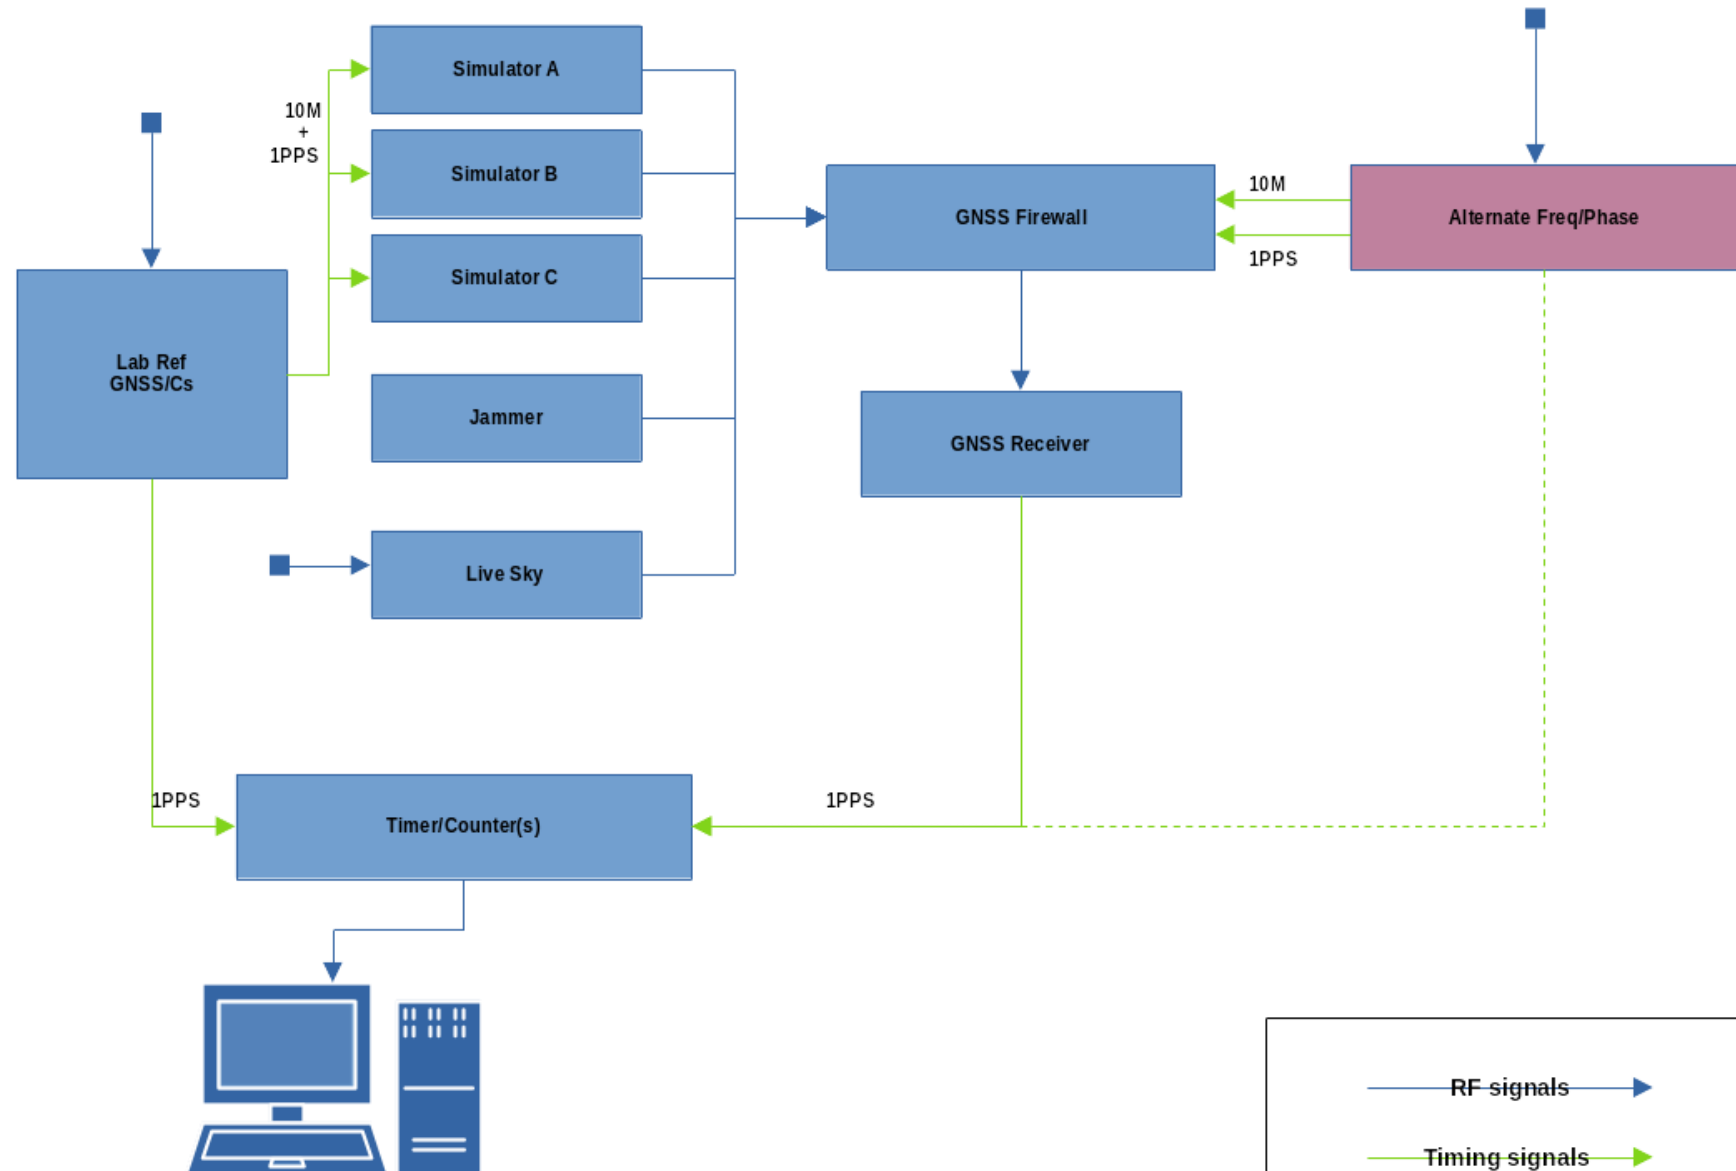 Simulator A
10M
+
1PPS
Simulator B
Simulator C
GNSS Firewall
10M
1PPS
Alternate Freq/Phase
Lab Ref
GNSS/Cs
Jammer
GNSS Receiver
Live Sky
1PPS
Timer/Counter(s)
1PPS
RF signals
Timing signals